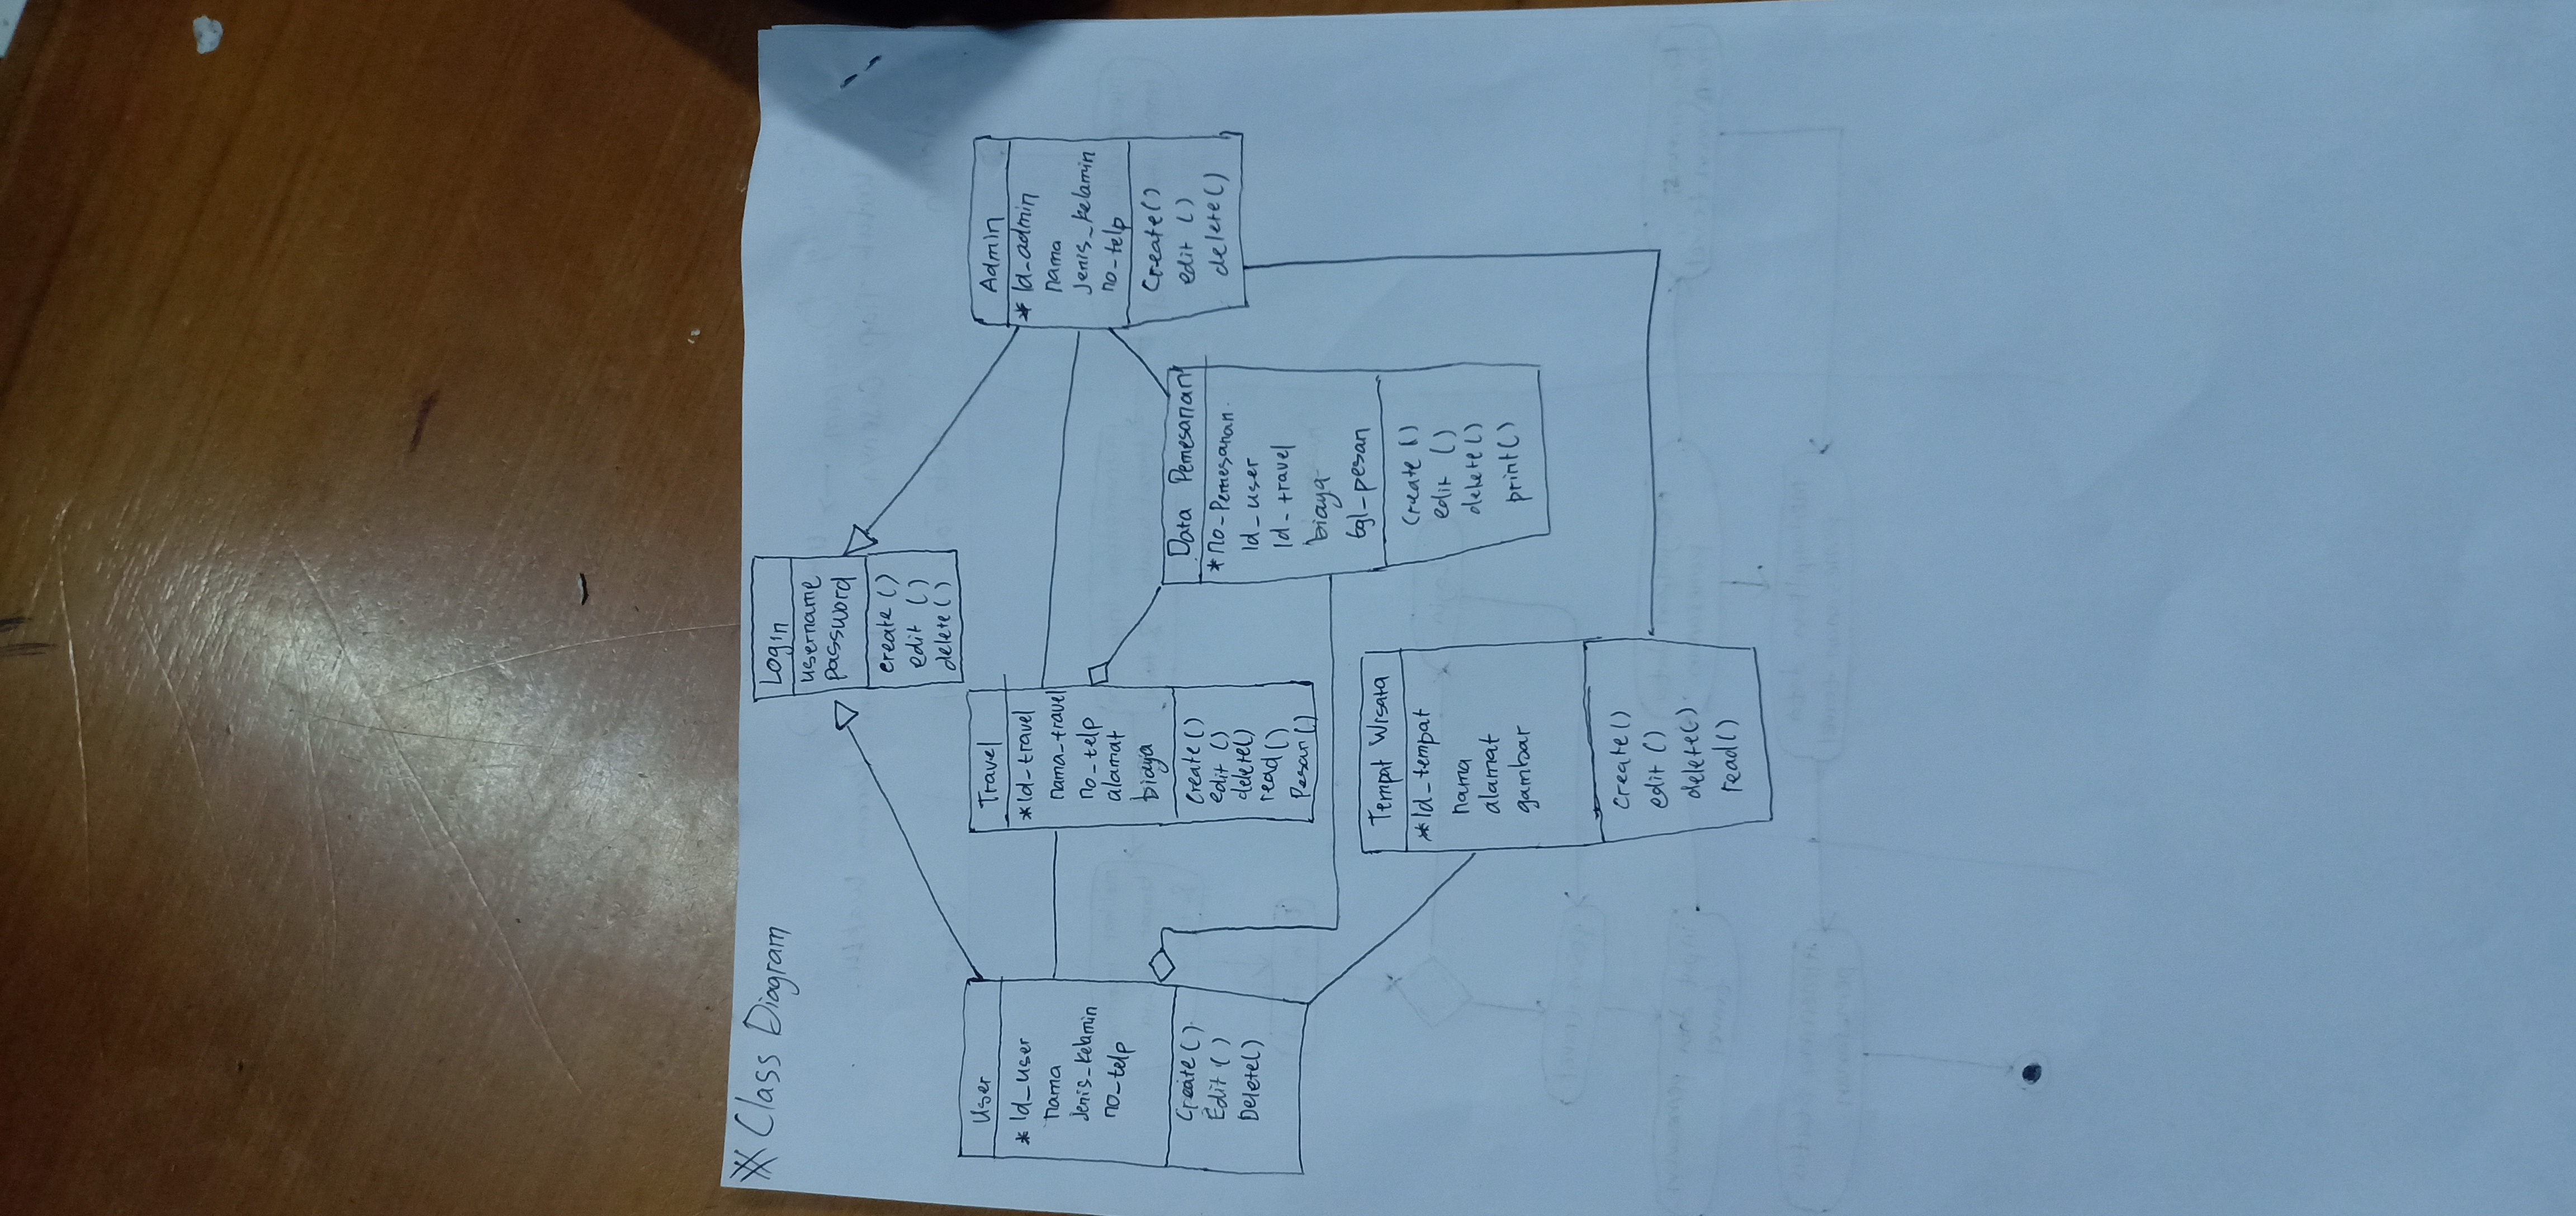 Class Diagram
Login
username
password
create ()
edit ()
delete ()
User
* Id_user
nama
Jenis_kelamin
no_telp
Create ()
Edit ()
Delete()
Travel
* Id_travel
nama_travel
no_telp
alamat
biaya
Create ()
edit ()
delete()
read()
Pesan ()
Admin
* Id_admin
nama
Jenis_kelamin
no_telp
Create()
edit ()
delete()
Data Pemesanan
* no_Pemesanan
Id_user
Id_travel
biaya
tgl_pesan
Create ()
edit ()
delete()
print()
Tempat Wisata
* Id_tempat
nama
alamat
gambar
Create()
edit ()
delete()
read()